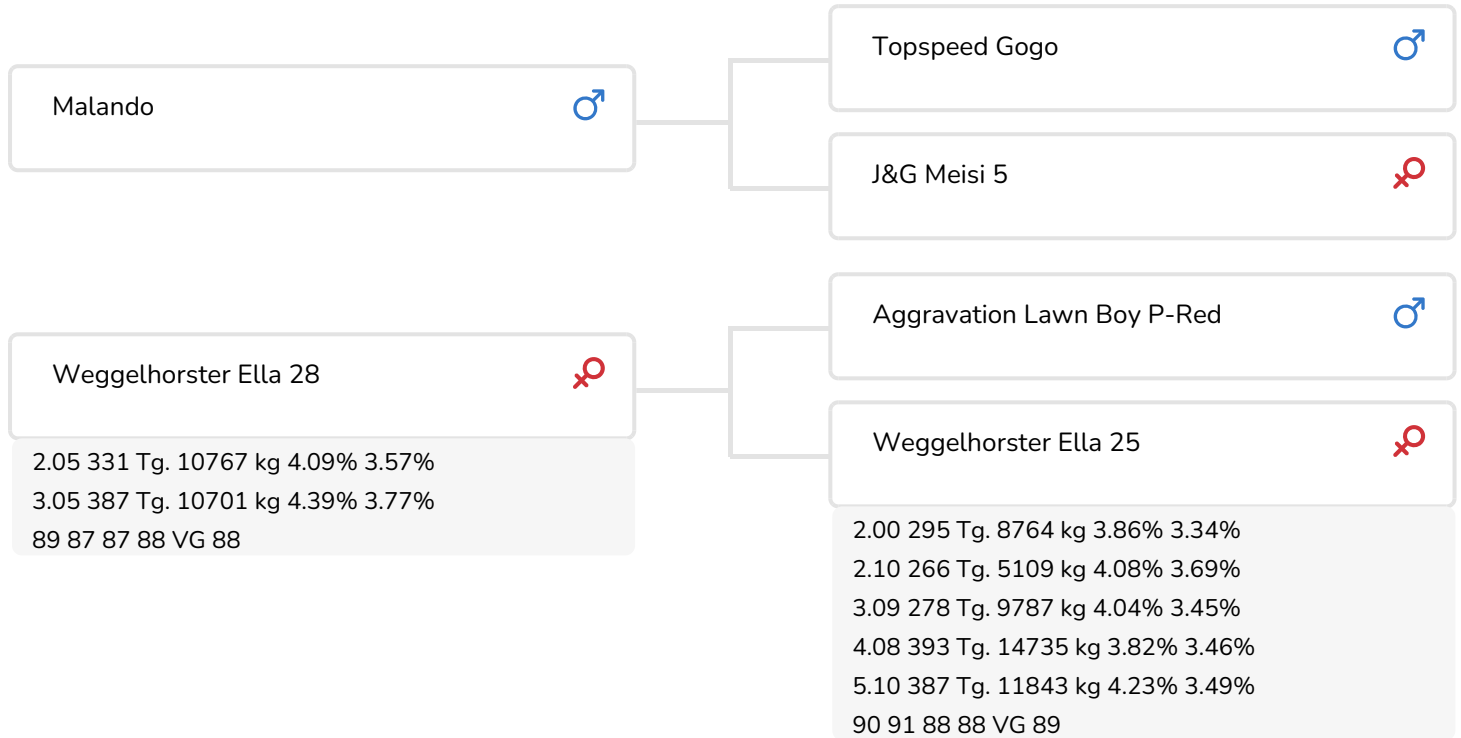 Malando
Topspeed Gogo
J&G Meisi 5
Weggelhorster Ella 28
2.05 331 Tg. 10767 kg 4.09% 3.57%
3.05 387 Tg. 10701 kg 4.39% 3.77%
89 87 87 88 VG 88
Aggravation Lawn Boy P-Red
Weggelhorster Ella 25
2.00 295 Tg. 8764 kg 3.86% 3.34%
2.10 266 Tg. 5109 kg 4.08% 3.69%
3.09 278 Tg. 9787 kg 4.04% 3.45%
4.08 393 Tg. 14735 kg 3.82% 3.46%
5.10 387 Tg. 11843 kg 4.23% 3.49%
90 91 88 88 VG 89